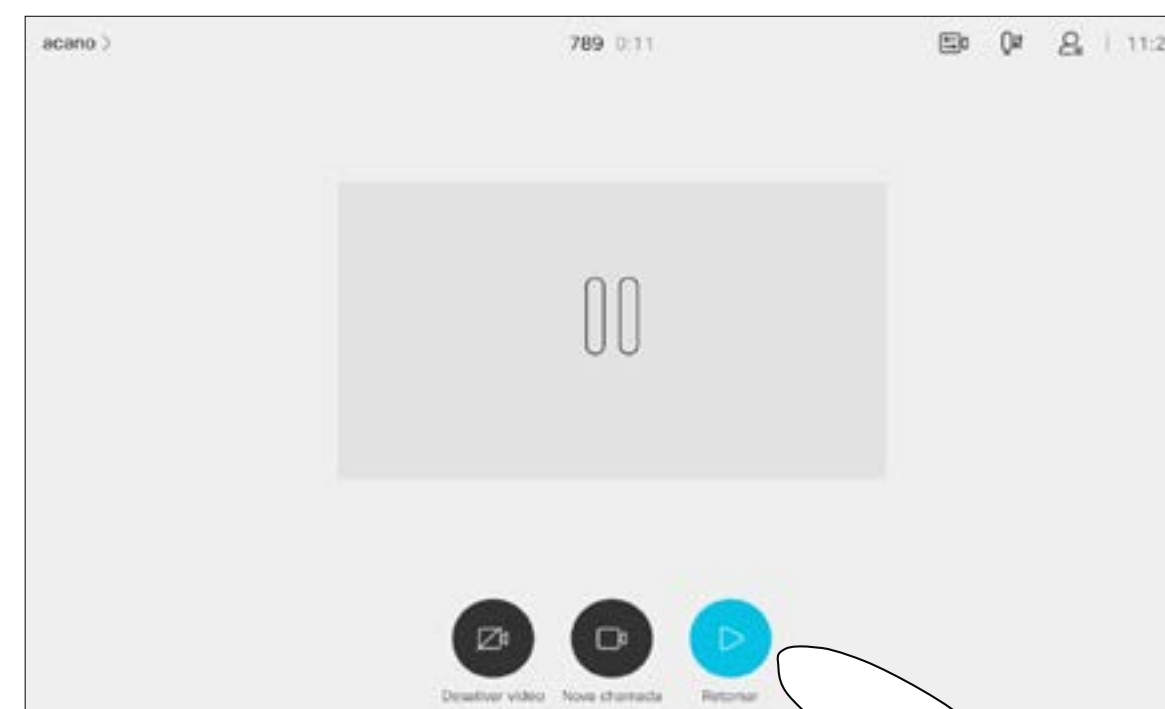 acano
789 0:11
11:2
Desativar vídeo
Nova chamada
Retomar